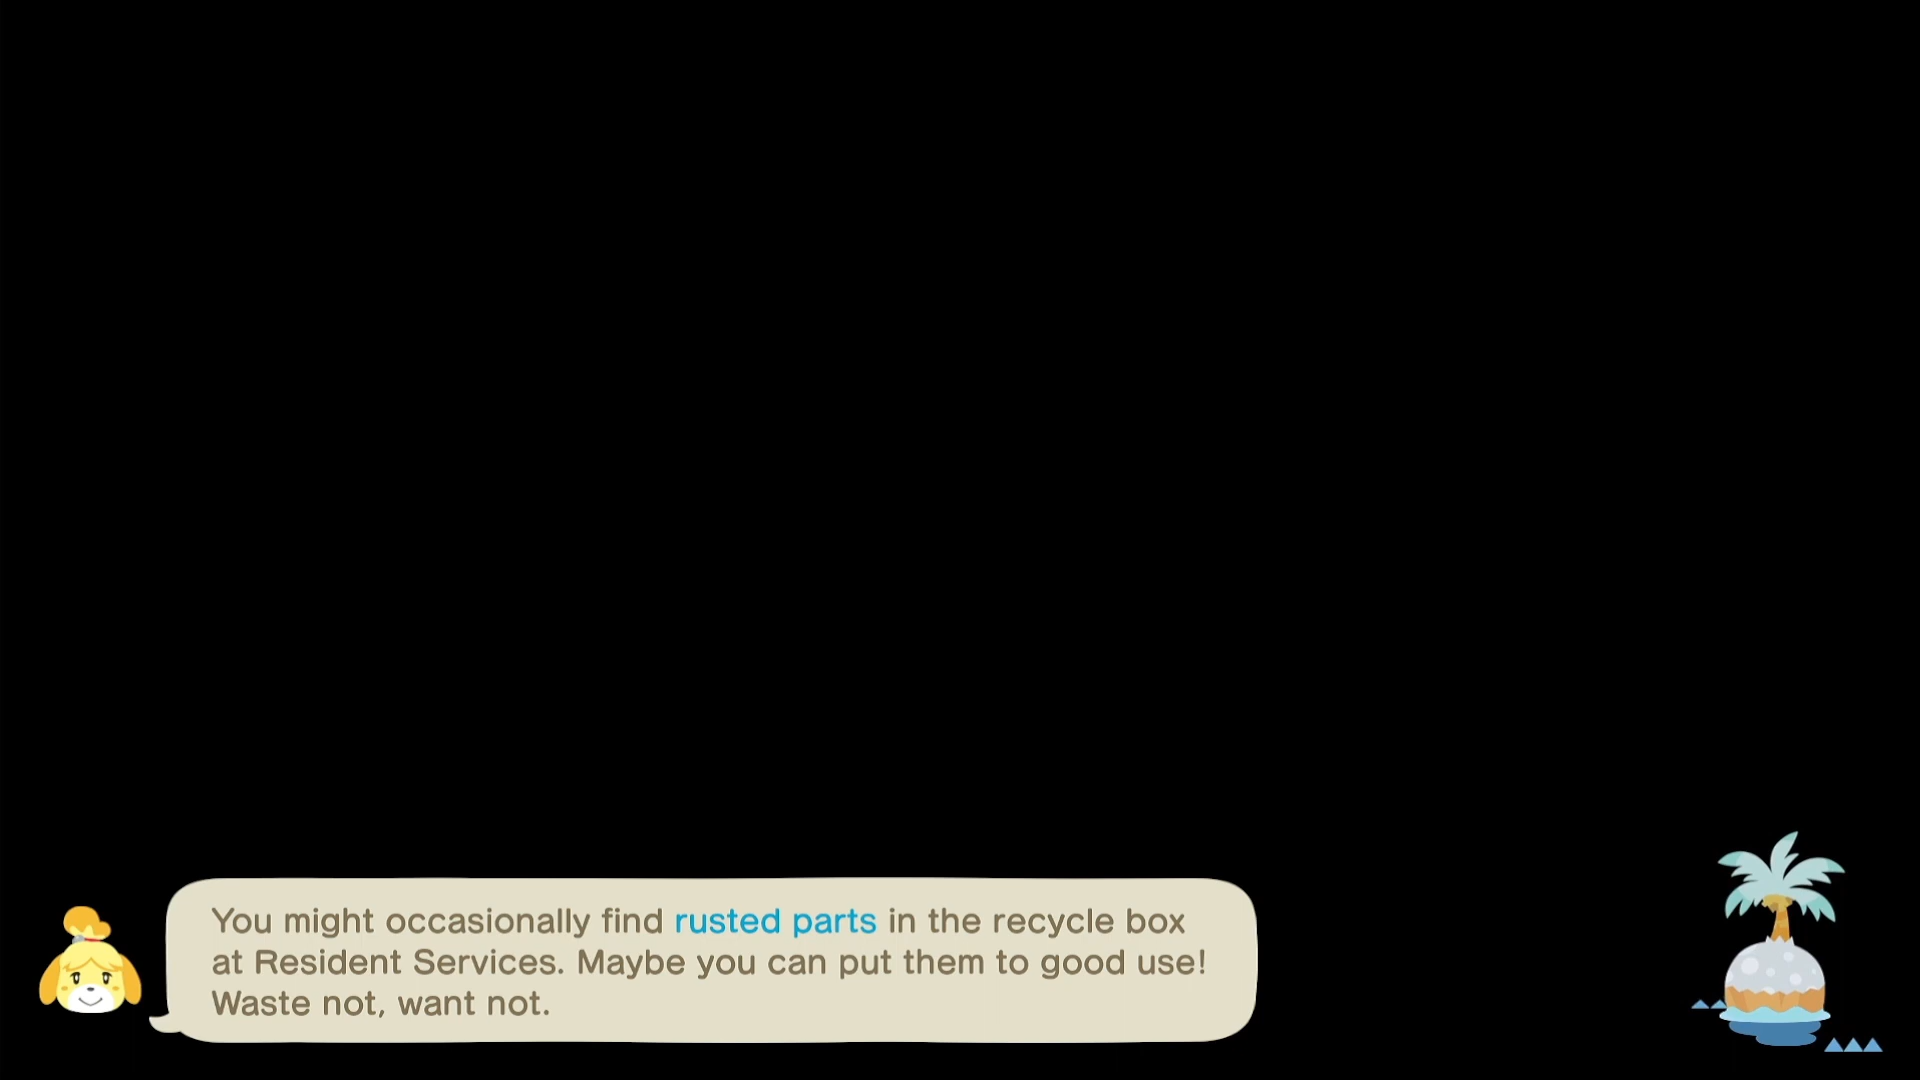 You might occasionally find rusted parts in the recycle box
at Resident Services. Maybe you can put them to good use!
Waste not, want not.